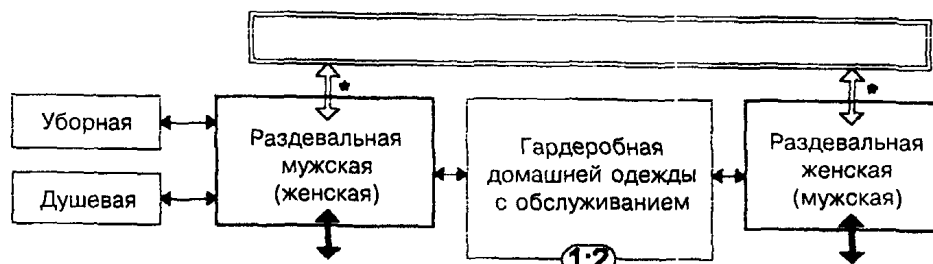 Уборная
Душевая
Раздевальная
мужская
(женская)
Гардеробная
домашней одежды
с обслуживанием
Раздевальная
женская
(мужская)
1:2